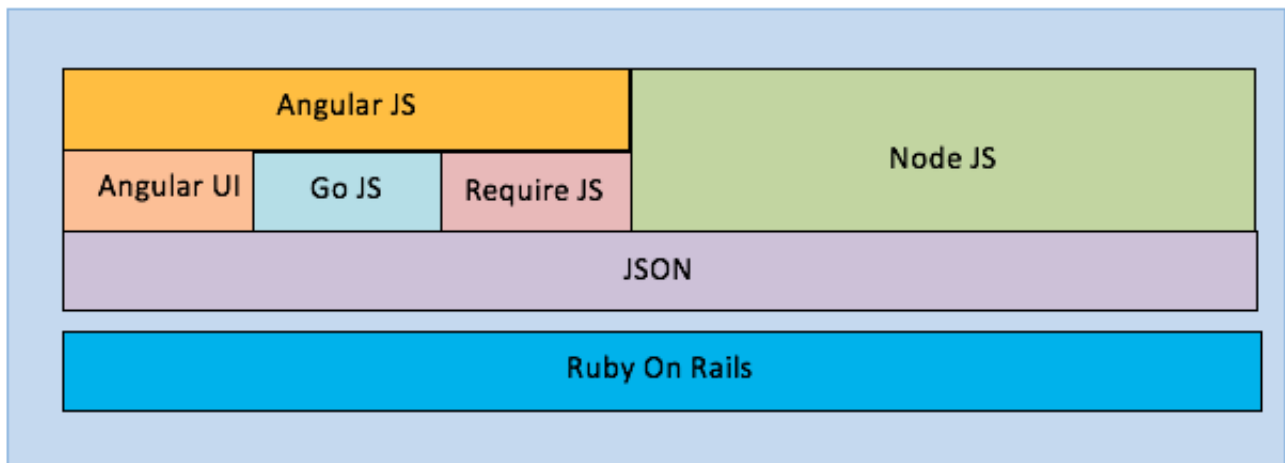 Angular JS
Node JS
Angular UI
Go JS
Require JS
JSON
Ruby On Rails